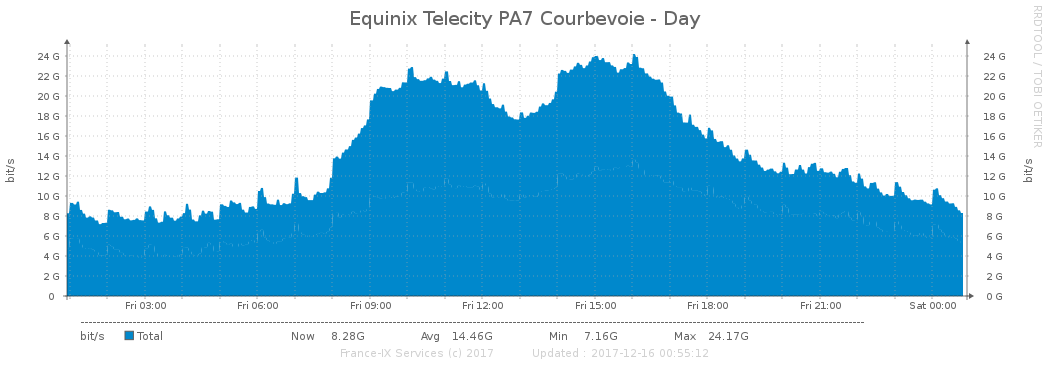 Equinix Telecity PA7 Courbevoie - Day
RRDTOOL / TOBI OETIKER
bit/s
24 G 24 G
22 G 22 G
20 G 20 G
18 G 18 G
16 G 16 G
14 G 14 G
12 G 12 G
10 G 10 G
8 G 8 G
6 G 6 G
4 G 4 G
2 G 2 G
0 0 G
bit/s
Fri 03:00 Fri 06:00 Fri 09:00 Fri 12:00 Fri 15:00 Fri 18:00 Fri 21:00 Sat 00:00
bit/s Total Now 8.28G Avg 14.46G Min 7.16G Max 24.17G
France-IX Services (c) 2017 Updated : 2017-12-16 00:55:12